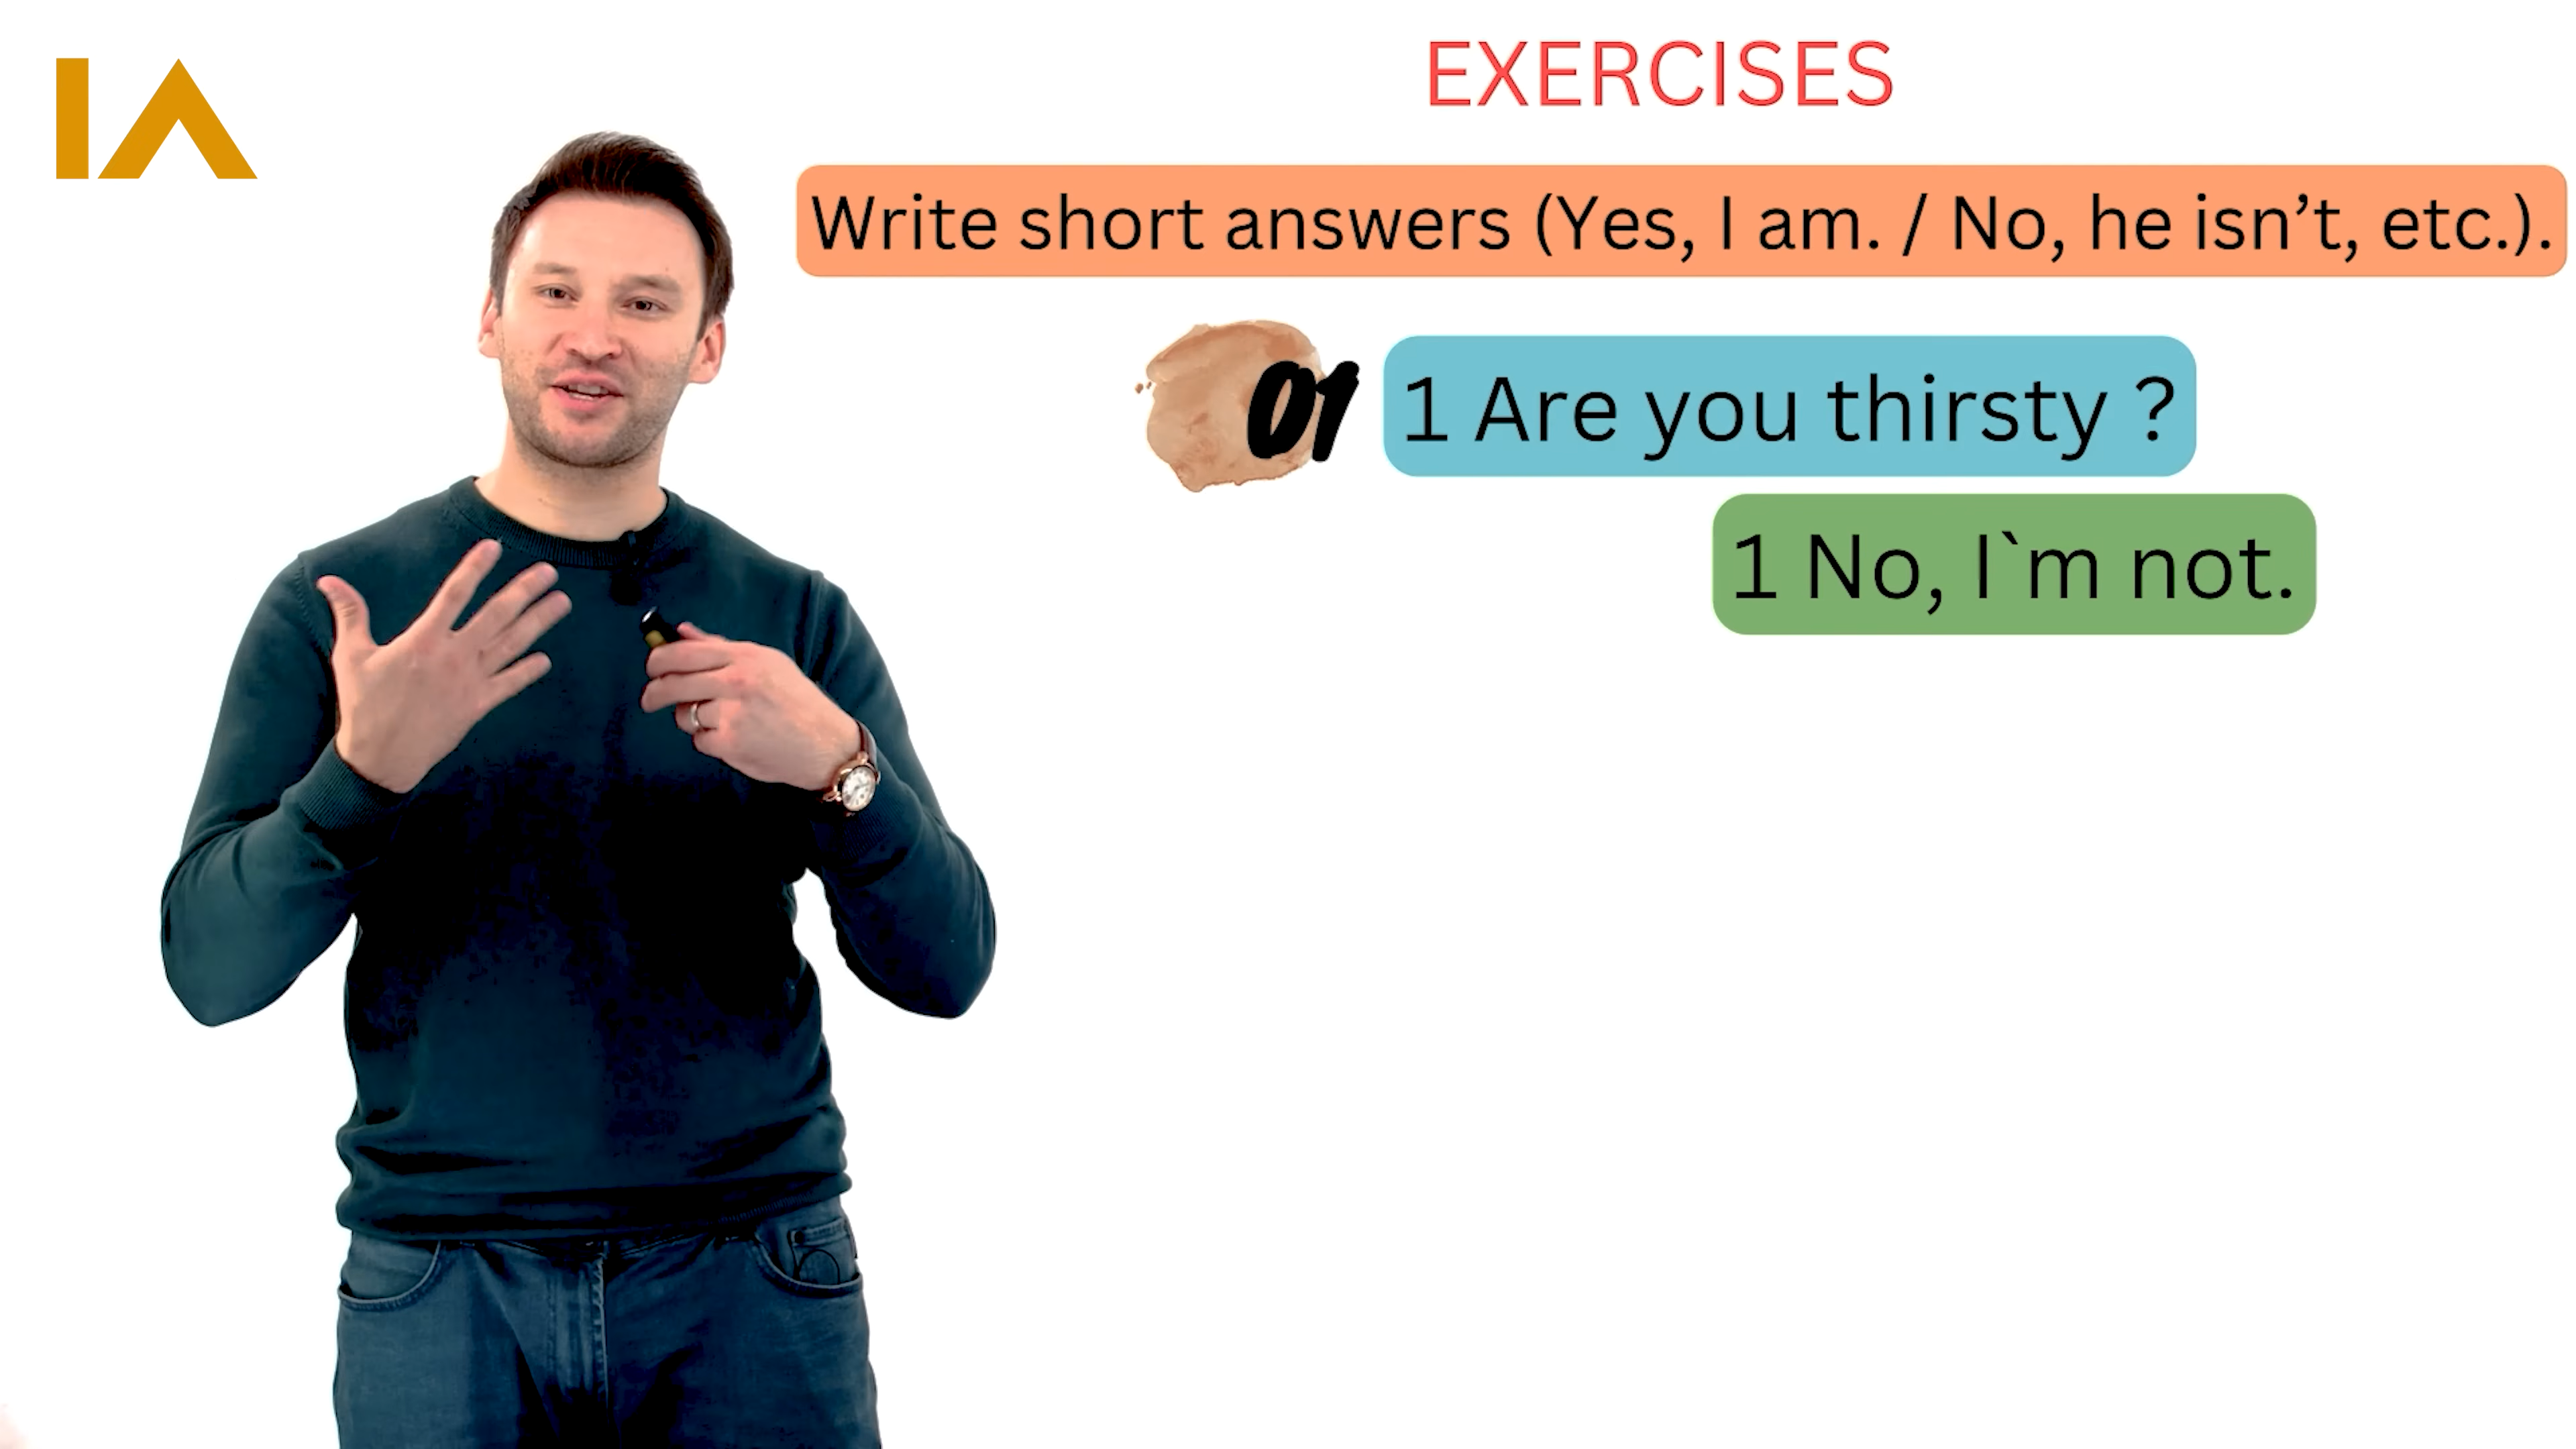 IA
EXERCISES
Write short answers (Yes, I am. / No, he isn’t, etc.).
01
1 Are you thirsty ?
1 No, I`m not.